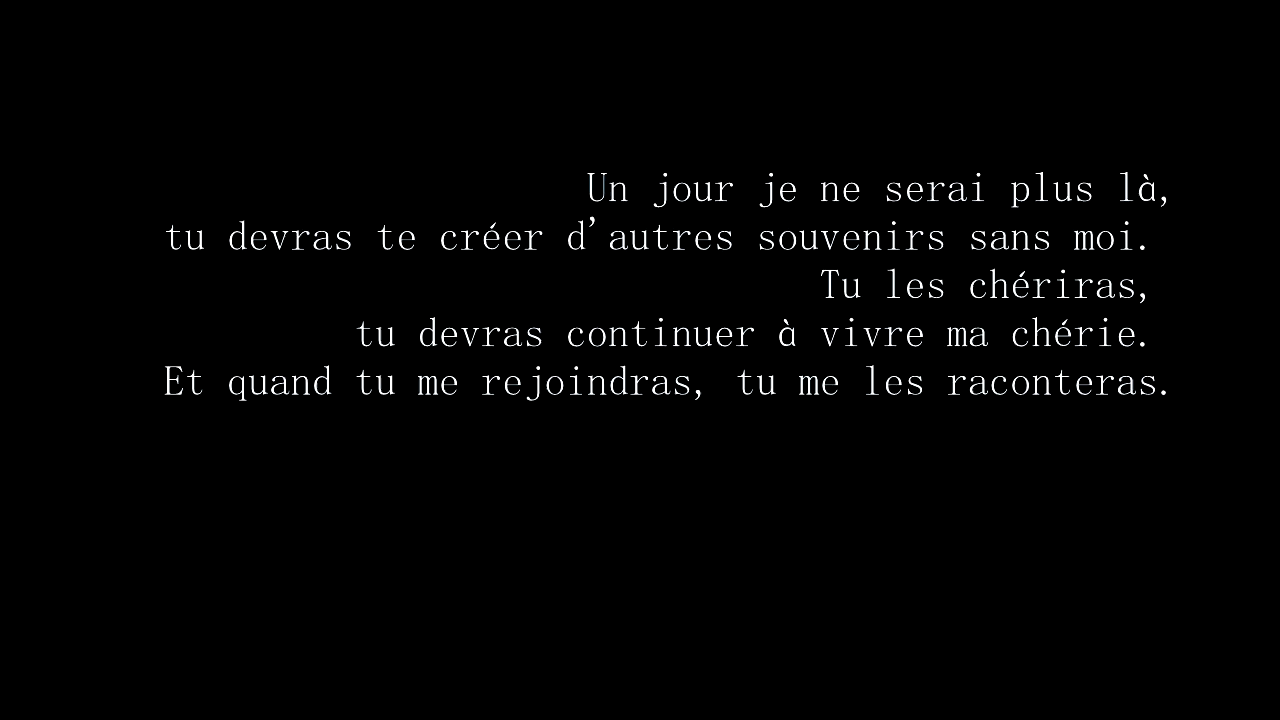 Un jour je ne serai plus là,
tu devras te créer d'autres souvenirs sans moi.
Tu les chériras,
tu devras continuer à vivre ma chérie.
Et quand tu me rejoindras, tu me les raconteras.